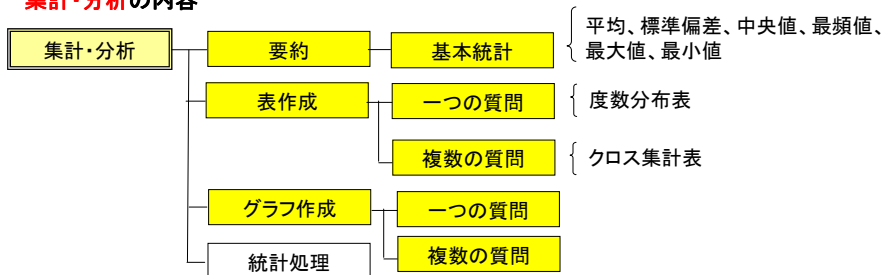 集計・分析の内容
集計・分析
要約
基本統計
平均、標準偏差、中央値、最頻値、
最大値、最小値
表作成
一つの質問
度数分布表
複数の質問
クロス集計表
グラフ作成
一つの質問
複数の質問
統計処理